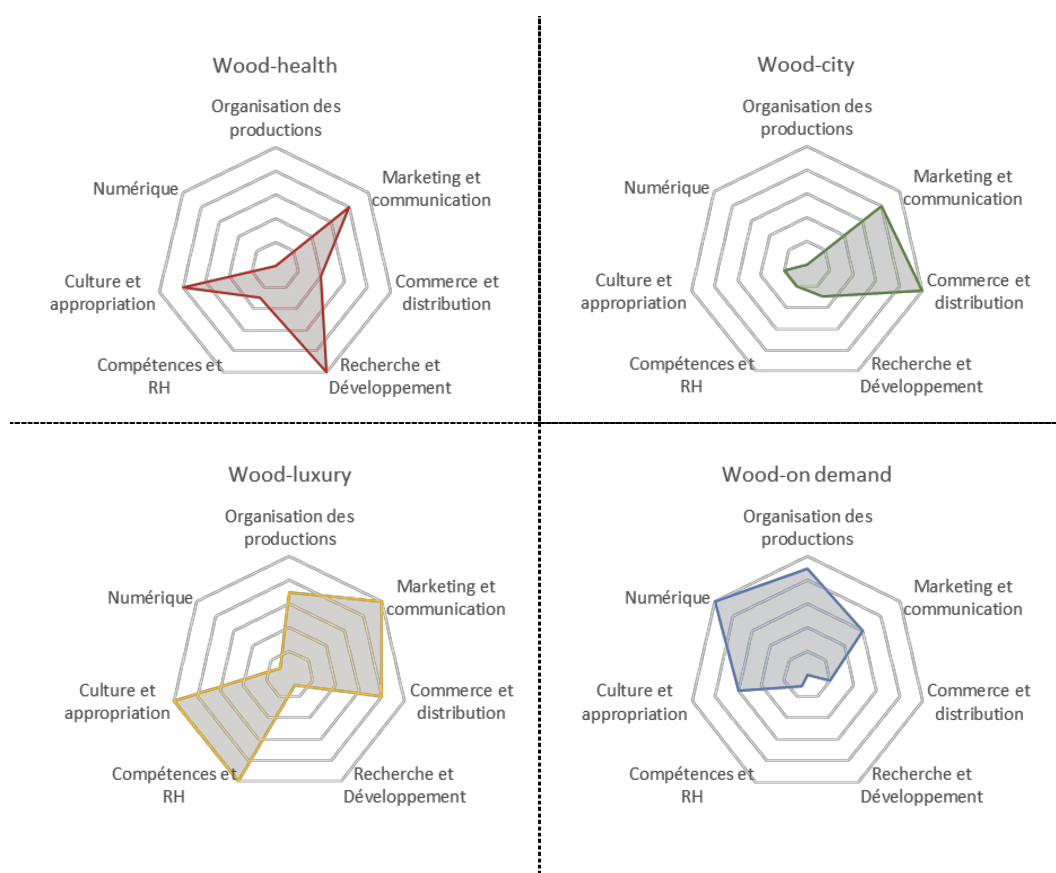 Wood-health
Organisation des
productions
Marketing et
communication
Commerce et
distribution
Recherche et
Développement
Compétences et
RH
Culture et
appropriation
Numérique
Wood-city
Organisation des
productions
Marketing et
communication
Commerce et
distribution
Recherche et
Développement
Compétences et
RH
Culture et
appropriation
Numérique
Wood-luxury
Organisation des
productions
Marketing et
communication
Commerce et
distribution
Recherche et
Développement
Compétences et
RH
Culture et
appropriation
Numérique
Wood-on demand
Organisation des
productions
Marketing et
communication
Commerce et
distribution
Recherche et
Développement
Compétences et
RH
Culture et
appropriation
Numérique